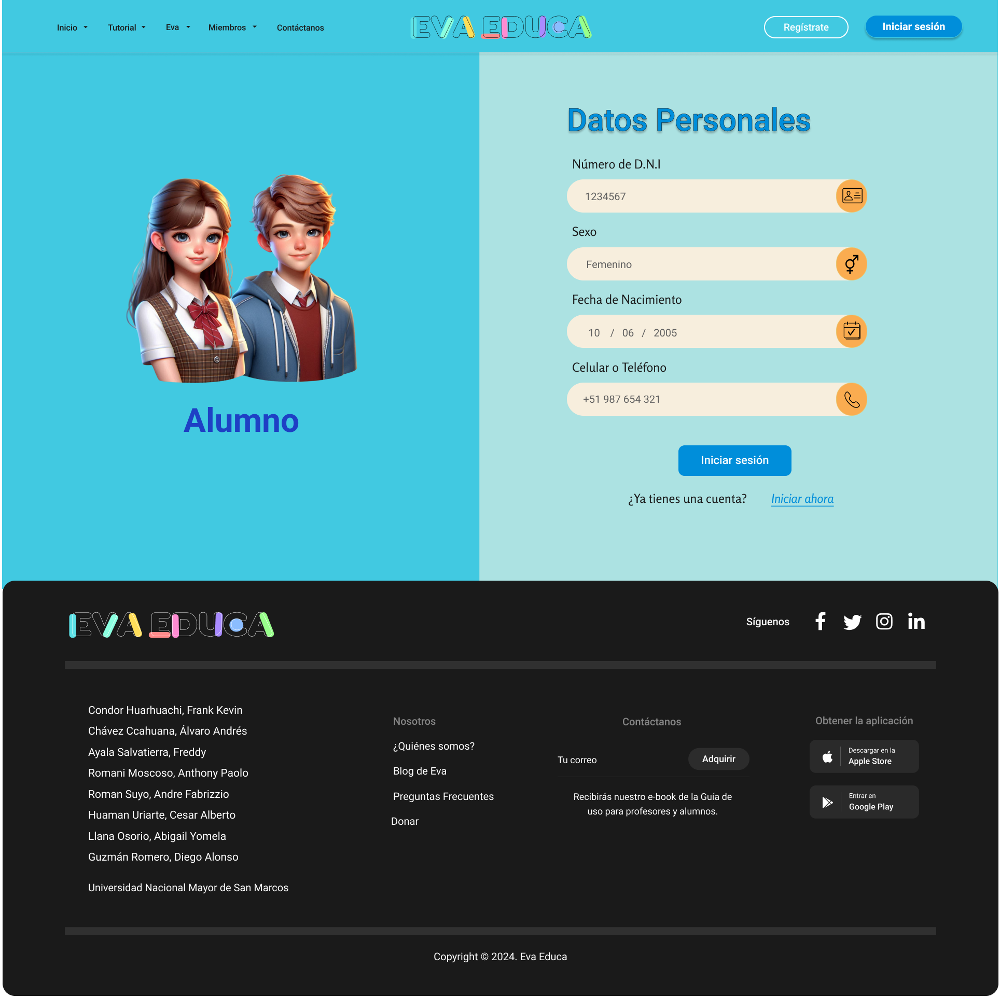 Inicio
Tutorial
Eva
Miembros
Contáctanos
EVA EDUCA
Regístrate
Iniciar sesión
Alumno
Datos Personales
Número de D.N.I
1234567
Sexo
Femenino
Fecha de Nacimiento
10 / 06 / 2005
Celular o Teléfono
+51 987 654 321
Iniciar sesión
¿Ya tienes una cuenta? Iniciar ahora
EVA EDUCA
Síguenos
Condor Huarhuachi, Frank Kevin
Chávez Ccahuana, Álvaro Andrés
Ayala Salvatierra, Freddy
Romani Moscoso, Anthony Paolo
Roman Suyo, Andre Fabrizzio
Huaman Uriarte, Cesar Alberto
Llana Osorio, Abigail Yomela
Guzmán Romero, Diego Alonso
Universidad Nacional Mayor de San Marcos
Nosotros
¿Quiénes somos?
Blog de Eva
Preguntas Frecuentes
Donar
Contáctanos
Tu correo
Adquirir
Recibirás nuestro e-book de la Guía de
uso para profesores y alumnos.
Obtener la aplicación
Descargar en la
Apple Store
Entrar en
Google Play
Copyright © 2024. Eva Educa